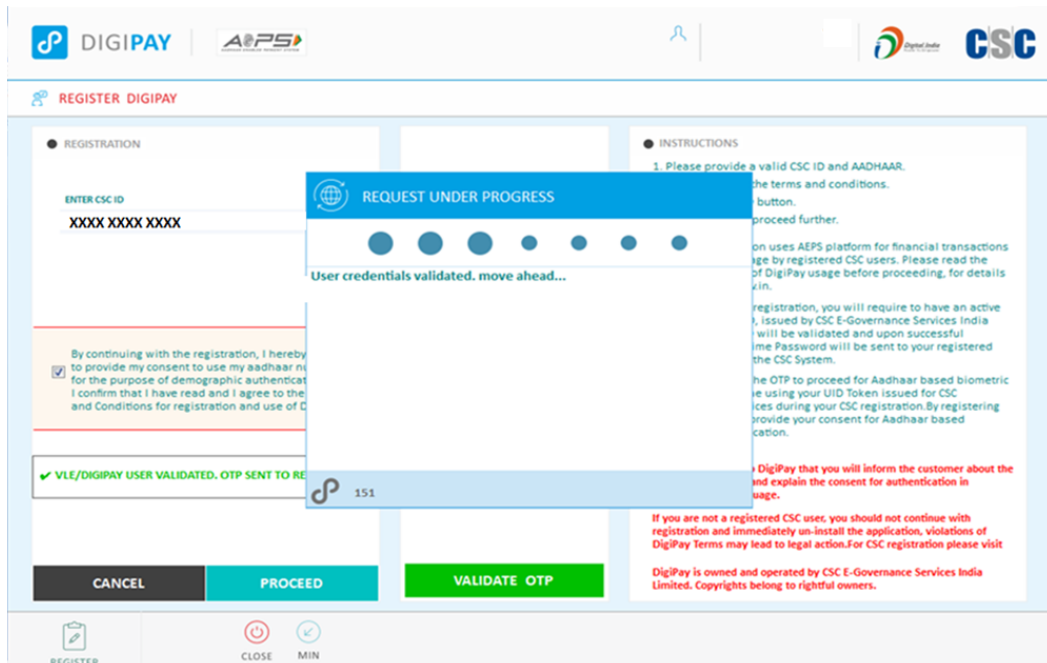 DIGIPAY
AEPS
Digital India
CSC
REGISTER DIGIPAY
REGISTRATION
ENTER CSC ID
XXXX XXXX XXXX
By continuing with the registration, I hereby
to provide my consent to use my aadhaar
for the purpose of demographic
I confirm that I have read and I agree to the
and Conditions for registration and use of
✔ VLE/DIGIPAY USER VALIDATED. OTP SENT TO
CANCEL
PROCEED
REQUEST UNDER PROGRESS
User credentials validated. move ahead...
151
VALIDATE OTP
INSTRUCTIONS
1. Please provide a valid CSC ID and AADHAAR.
the terms and conditions.
button.
proceed further.
on uses AEPS platform for financial transactions
by registered CSC users. Please read the
of DigiPay usage before proceeding, for details
registration, you will require to have an active
, issued by CSC E-Governance Services India
will be validated and upon successful
Password will be sent to your registered
the CSC System.
OTP to proceed for Aadhaar based biometric
using your UID Token issued for CSC
during your CSC registration.By registering
provide your consent for Aadhaar based
DigiPay that you will inform the customer about the
and explain the consent for authentication in
If you are not a registered CSC user, you should not continue with
registration and immediately un-install the application, violations of
DigiPay Terms may lead to legal action.For CSC registration please visit
DigiPay is owned and operated by CSC E-Governance Services India
Limited. Copyrights belong to rightful owners.
REGISTER
CLOSE
MIN